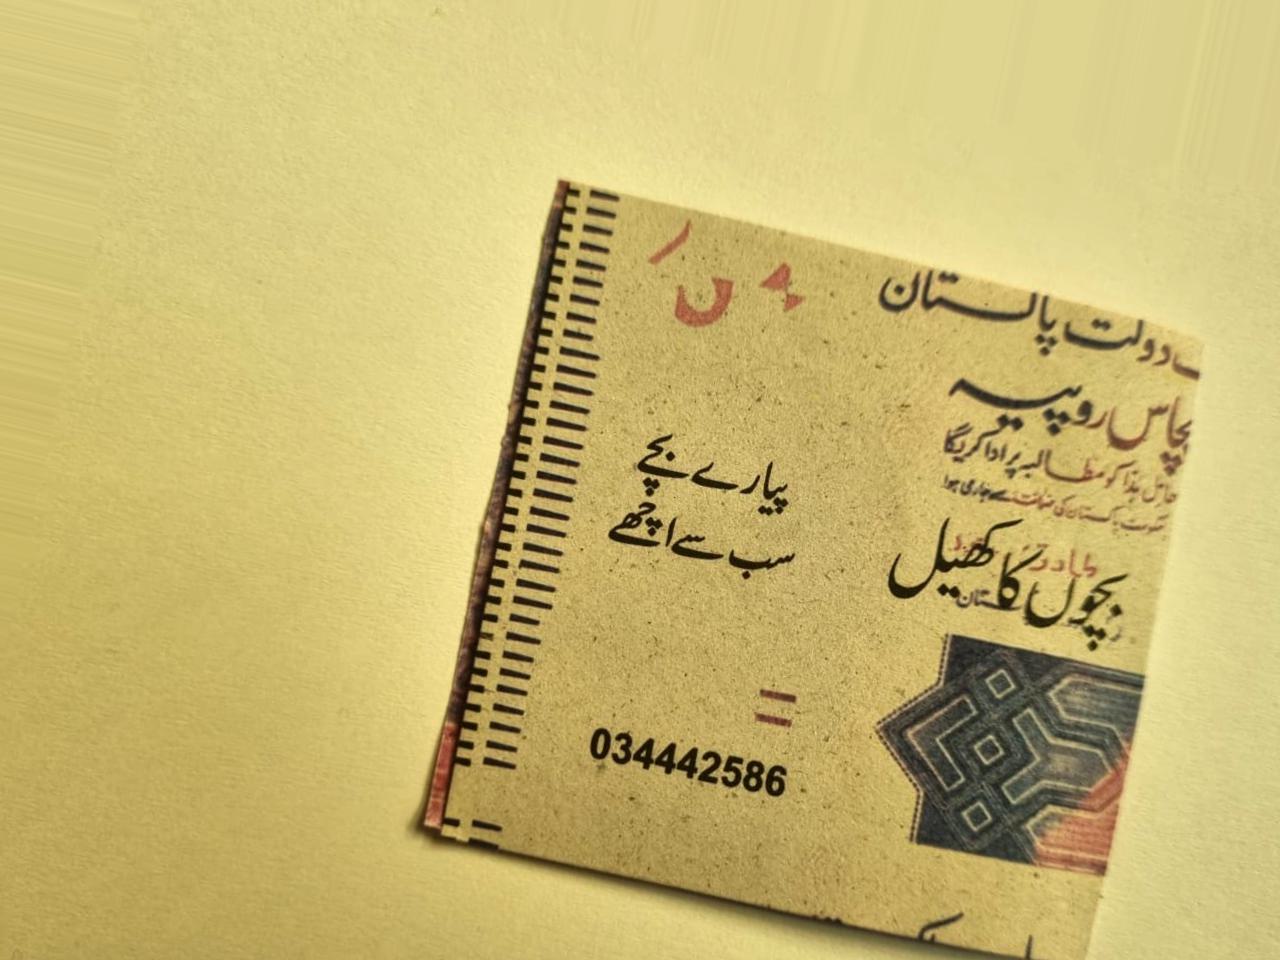 دولت پاکستان
پچاس روپیہ
حامل ہذا کو مطالبہ پر ادا کریگا
حکومت پاکستان کی ضمانت سے جاری ہوا
بچوں کا کھیل
پیارے بچے
سب سے اچھے
034442586